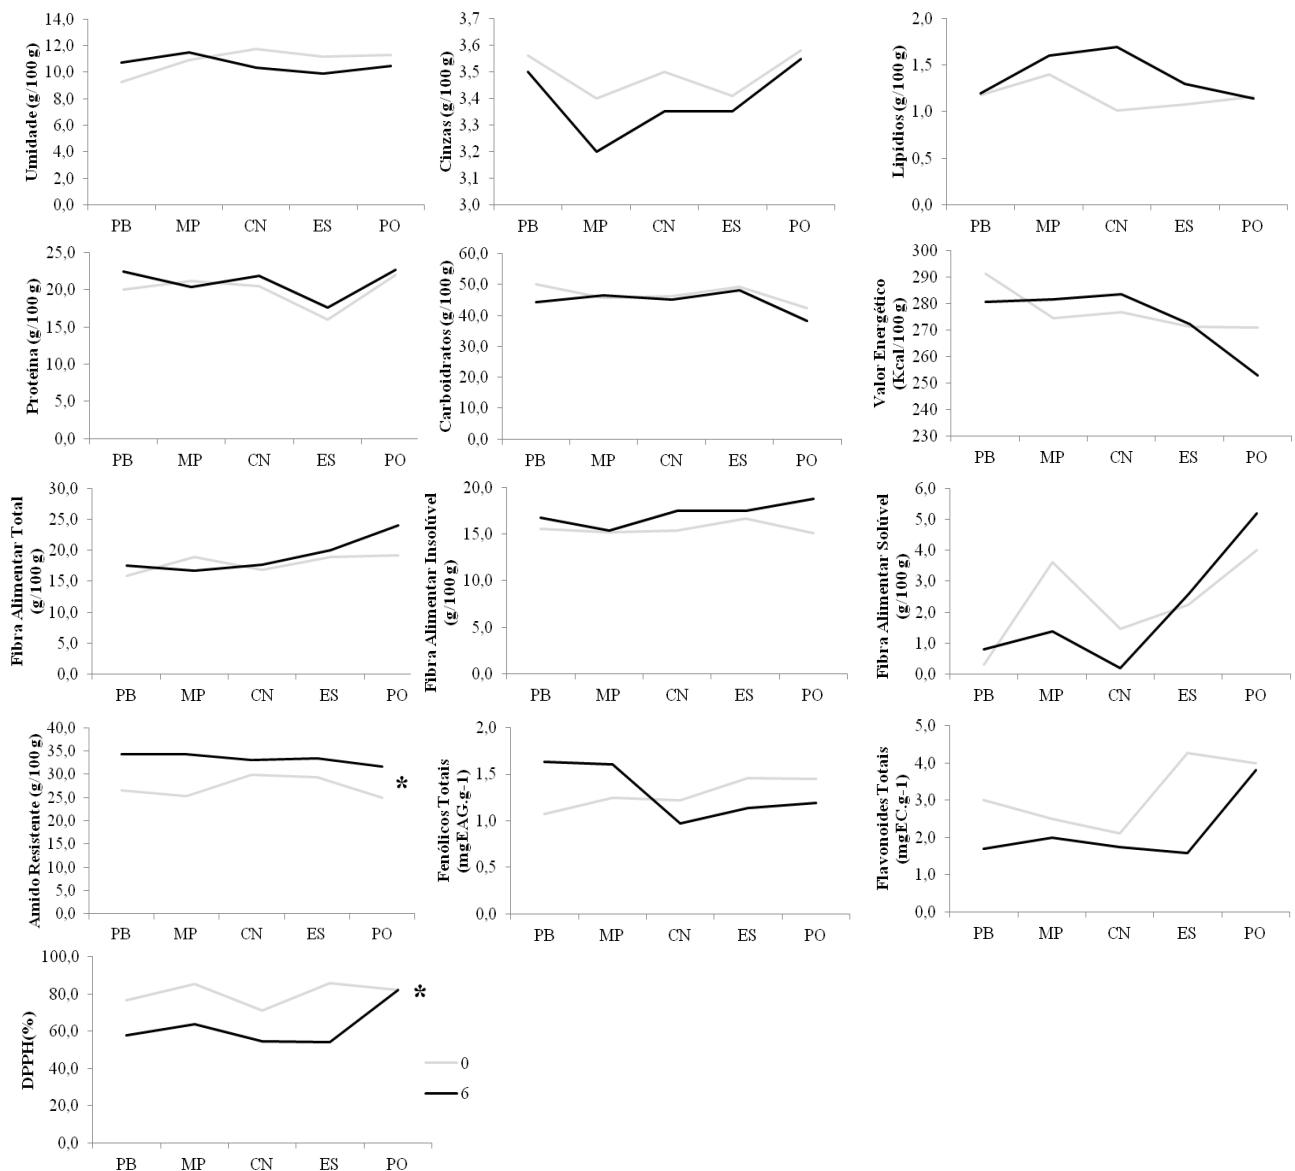 Umidade (g/100 g)
14,0
12,0
10,0
8,0
6,0
4,0
2,0
0,0
PB MP CN ES PO
Cinzas (g/100 g)
3,7
3,6
3,5
3,4
3,3
3,2
3,1
3,0
PB MP CN ES PO
Lipídios (g/100 g)
2,0
1,5
1,0
0,5
0,0
PB MP CN ES PO
Proteína (g/100 g)
25,0
20,0
15,0
10,0
5,0
0,0
PB MP CN ES PO
Carboidratos (g/100 g)
60,0
50,0
40,0
30,0
20,0
10,0
0,0
PB MP CN ES PO
Valor Energético
(Kcal/100 g)
300
290
280
270
260
250
240
230
PB MP CN ES PO
Fibra Alimentar Total
(g/100 g)
30,0
25,0
20,0
15,0
10,0
5,0
0,0
PB MP CN ES PO
Fibra Alimentar Insolúvel
(g/100 g)
20,0
15,0
10,0
5,0
0,0
PB MP CN ES PO
Fibra Alimentar Solúvel
(g/100 g)
6,0
5,0
4,0
3,0
2,0
1,0
0,0
PB MP CN ES PO
Amido Resistente (g/100 g)
40,0
35,0
30,0
25,0
20,0
15,0
10,0
5,0
0,0
*
PB MP CN ES PO
Fenólicos Totais
(mgEAG.g-1)
2,0
1,5
1,0
0,5
0,0
PB MP CN ES PO
Flavonoides Totais
(mgEC.g-1)
5,0
4,0
3,0
2,0
1,0
0,0
PB MP CN ES PO
DPPH(%)
100,0
80,0
60,0
40,0
20,0
0,0
*
PB MP CN ES PO
0
6